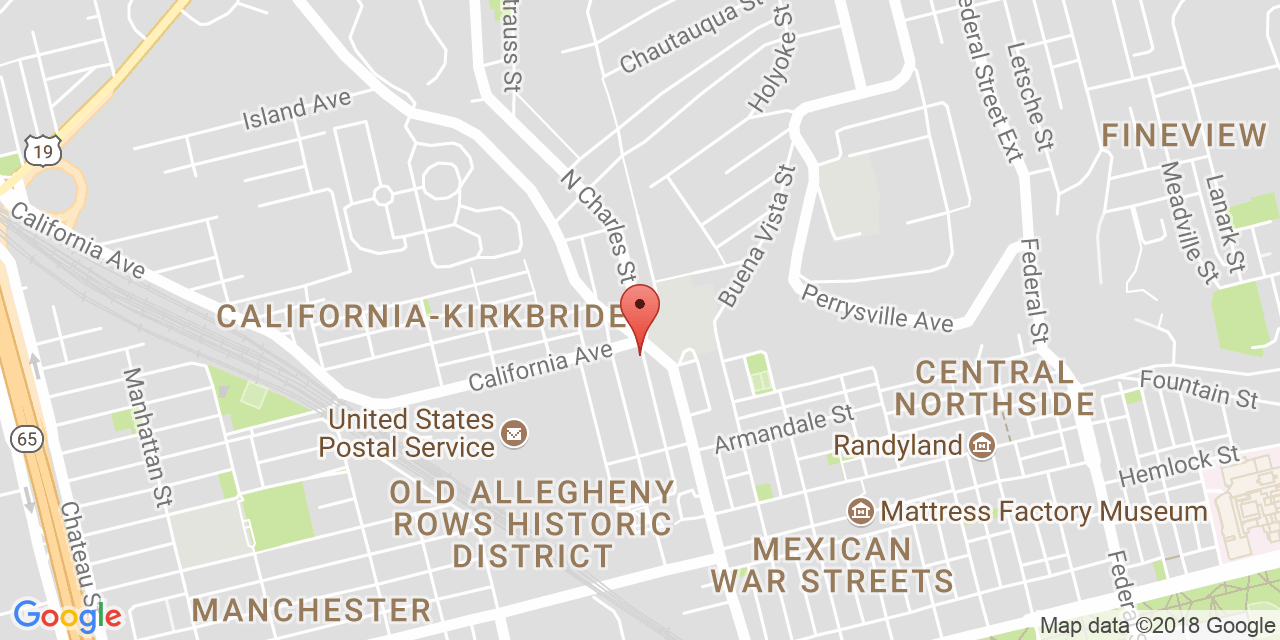 trauss St
Chautauqua St
Holyoke St
Federal Street Ext
Letsche St
Island Ave
FINEVIEW
19
Meadville St
Lanark St
N Charles St
Buena Vista St
California Ave
Federal St
Perrysville Ave
CALIFORNIA-KIRKBRIDE
California Ave
CENTRAL
NORTHSIDE
Fountain St
Manhattan St
United States
Postal Service
Armandale St
Randyland
65
Hemlock St
OLD ALLEGHENY
ROWS HISTORIC
DISTRICT
Mattress Factory Museum
Chateau S
MEXICAN
WAR STREETS
Federa
MANCHESTER
Google
Map data ©2018 Google